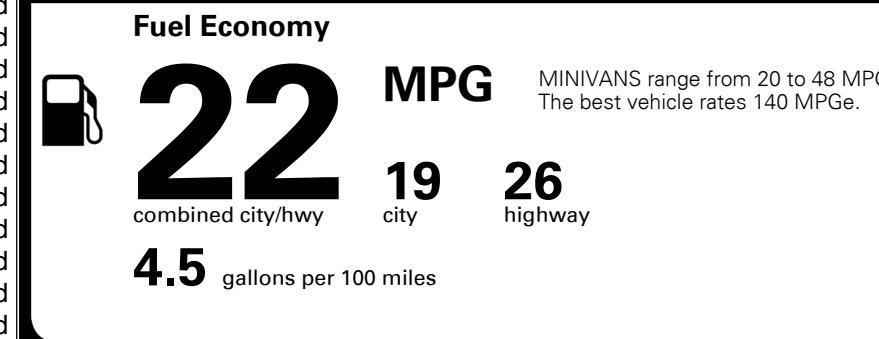 d
d
d
d
d
d
d
d
d
d
d
Fuel Economy
22 MPG
MINIVANS range from 20 to 48 MPG
The best vehicle rates 140 MPGe.
19 26
combined city/hwy city highway
4.5 gallons per 100 miles